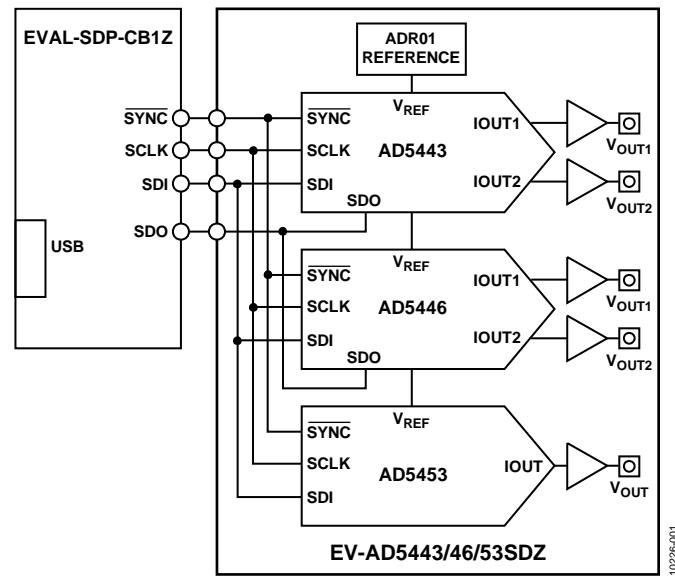 EVAL-SDP-CB1Z
SYNC
SCLK
SDI
SDO
USB
ADR01
REFERENCE
VREF
SYNC
SCLK
SDI
SDO
AD5443
IOUT1
IOUT2
VOUT1
VOUT2
VREF
SYNC
SCLK
SDI
SDO
AD5446
IOUT1
IOUT2
VOUT1
VOUT2
VREF
SYNC
SCLK
SDI
AD5453
IOUT
VOUT
EV-AD5443/46/53SDZ
10226-001